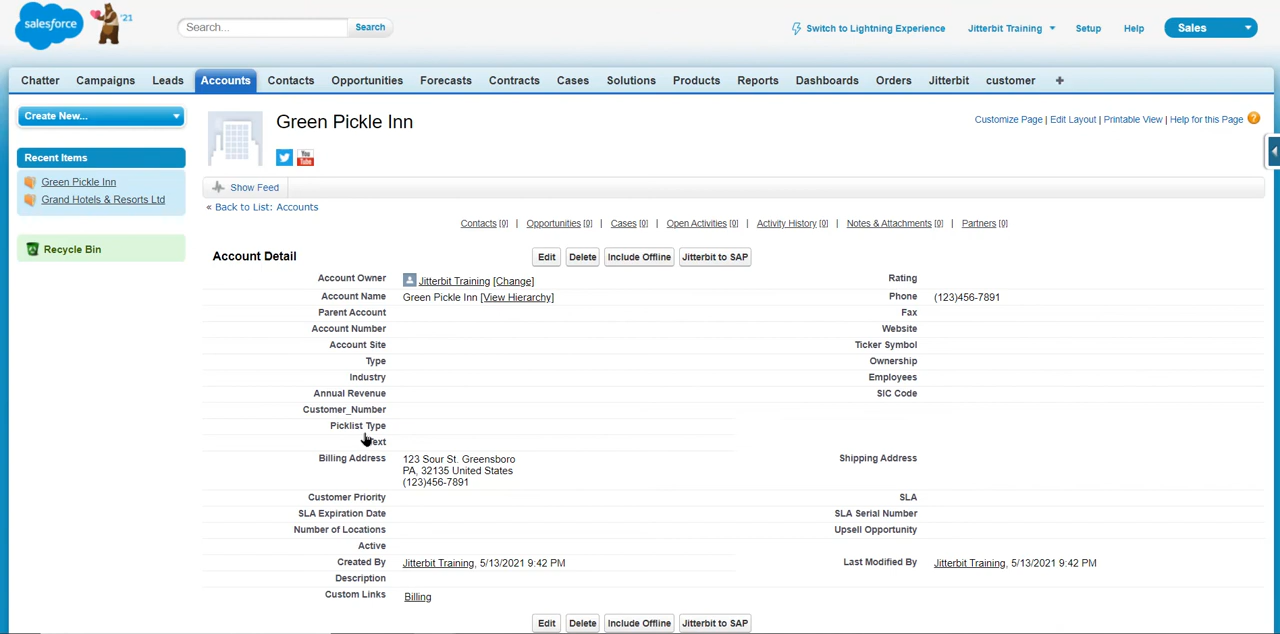 salesforce
'21
Search...
Search
Switch to Lightning Experience
Jitterbit Training
Setup
Help
Sales
Chatter
Campaigns
Leads
Accounts
Contacts
Opportunities
Forecasts
Contracts
Cases
Solutions
Products
Reports
Dashboards
Orders
Jitterbit
customer
+
Create New...
Recent Items
Green Pickle Inn
Grand Hotels & Resorts Ltd
Recycle Bin
Green Pickle Inn
Customize Page | Edit Layout | Printable View | Help for this Page ?
You Tube
Show Feed
« Back to List: Accounts
Contacts [0] | Opportunities [0] | Cases [0] | Open Activities [0] | Activity History [0] | Notes & Attachments [0] | Partners [0]
Account Detail
Edit
Delete
Include Offline
Jitterbit to SAP
Account Owner Jitterbit Training [Change]
Rating
Account Name Green Pickle Inn [View Hierarchy]
Phone (123)456-7891
Parent Account
Fax
Account Number
Website
Account Site
Ticker Symbol
Type
Ownership
Industry
Employees
Annual Revenue
SIC Code
Customer_Number
Picklist Type
Billing Address 123 Sour St. Greensboro
PA, 32135 United States
(123)456-7891
Shipping Address
Customer Priority
SLA
SLA Expiration Date
SLA Serial Number
Number of Locations
Upsell Opportunity
Active
Created By Jitterbit Training, 5/13/2021 9:42 PM
Last Modified By Jitterbit Training, 5/13/2021 9:42 PM
Description
Custom Links Billing
Edit
Delete
Include Offline
Jitterbit to SAP